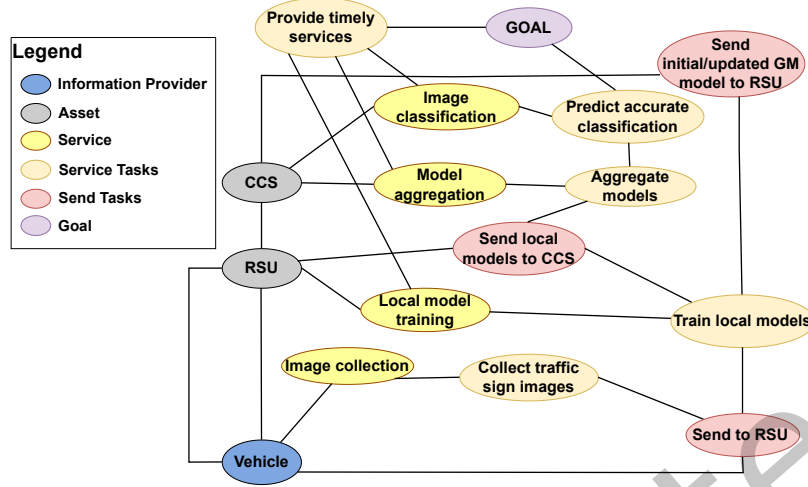 Legend
Information Provider
Asset
Service
Service Tasks
Send Tasks
Goal
Provide timely
services
GOAL
Send
initial/updated GM
model to RSU
Image
classification
Predict accurate
classification
CCS
Model
aggregation
Aggregate
models
RSU
Send local
models to CCS
Local model
training
Train local models
Image collection
Collect traffic
sign images
Send to RSU
Vehicle